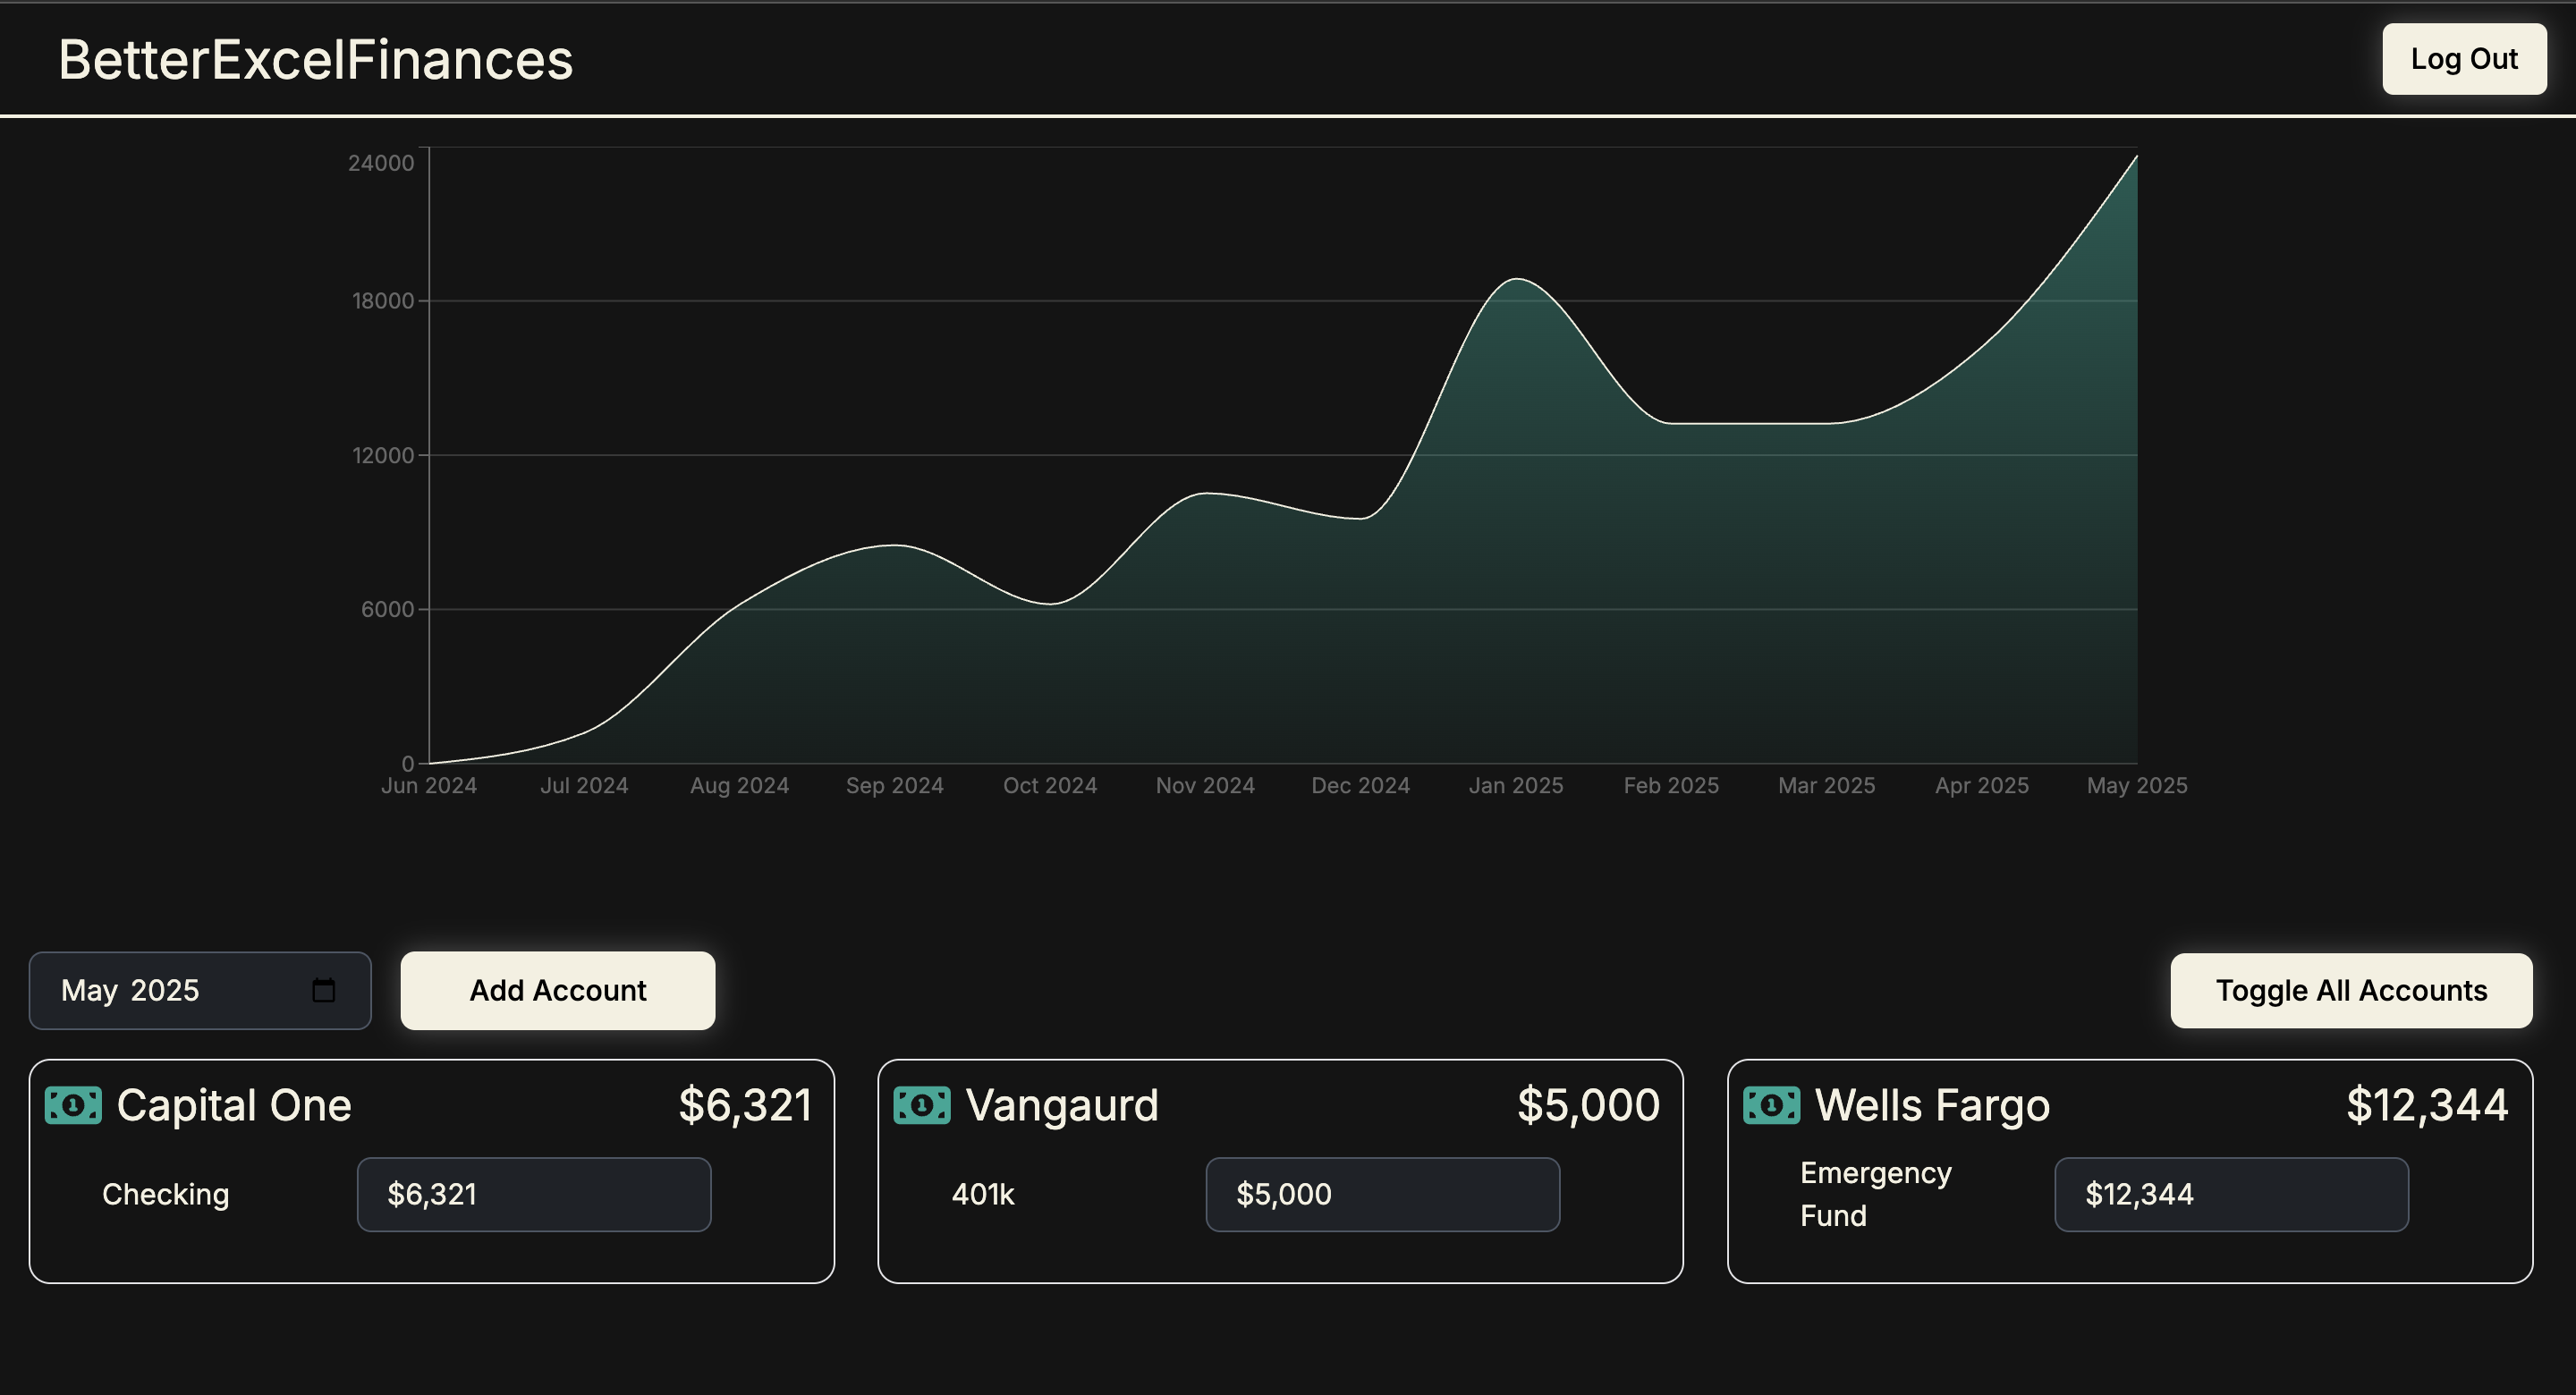 BetterExcelFinances
Log Out
24000
18000
12000
6000
0
Jun 2024 Jul 2024 Aug 2024 Sep 2024 Oct 2024 Nov 2024 Dec 2024 Jan 2025 Feb 2025 Mar 2025 Apr 2025 May 2025
May 2025
Add Account
Toggle All Accounts
1 Capital One $6,321
Checking $6,321
1 Vangaurd $5,000
401k $5,000
1 Wells Fargo $12,344
Emergency
Fund
$12,344